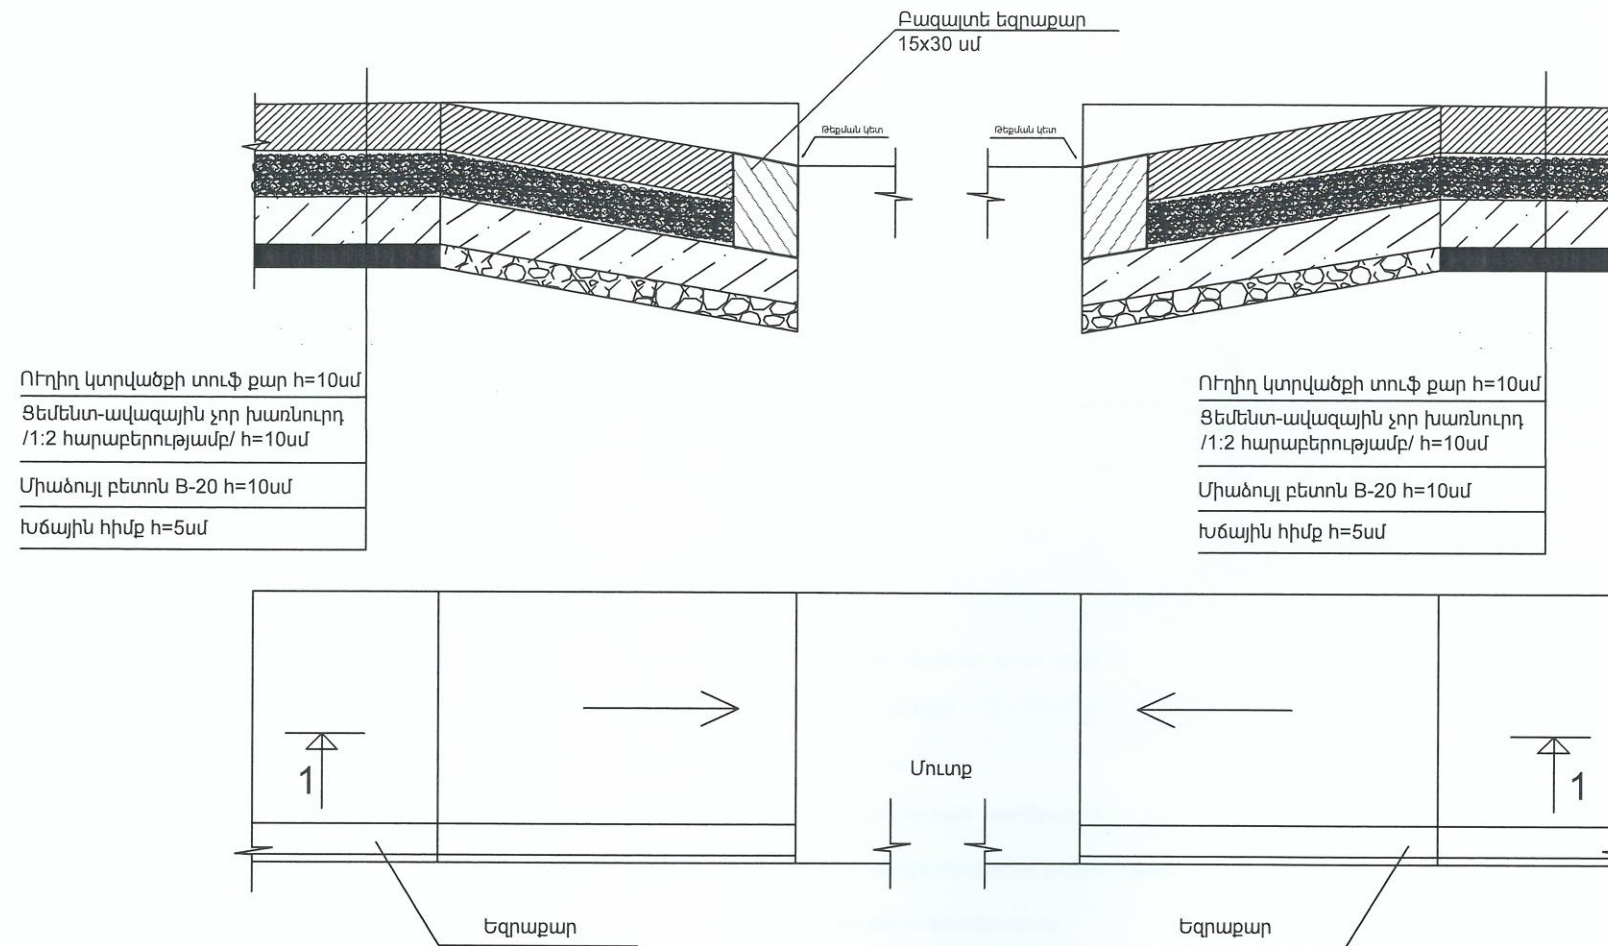 Բազալտե եզրաքար
15x30 սմ
Թեքման կետ
Թեքման կետ
ՈՒղիղ կտրվածքի տուֆ քար h=10սմ
Ցեմենտ-ավազային չոր խառնուրդ
/1:2 հարաբերությամբ/ h=10սմ
Միաձույլ բետոն B-20 h=10սմ
Խճային հիմք h=5սմ
ՈՒղիղ կտրվածքի տուֆ քար h=10սմ
Ցեմենտ-ավազային չոր խառնուրդ
/1:2 հարաբերությամբ/ h=10սմ
Միաձույլ բետոն B-20 h=10սմ
Խճային հիմք h=5սմ
1
Մուտք
1
Եզրաքար
Եզրաքար